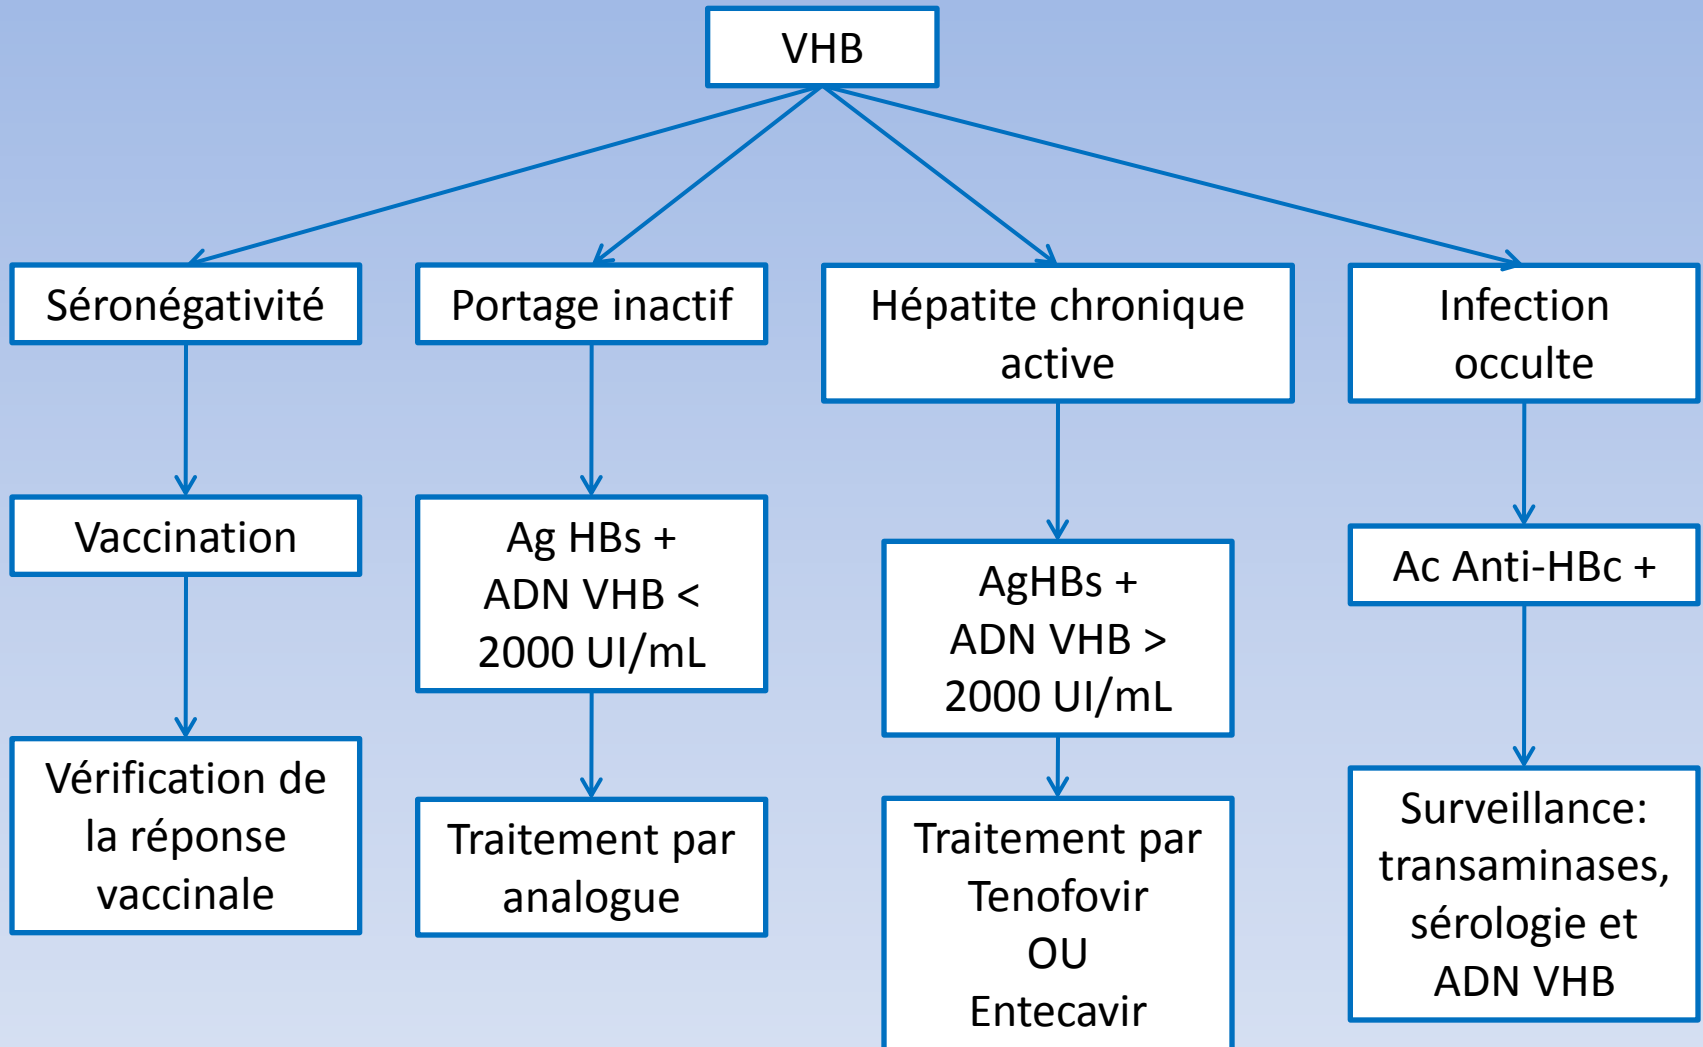 VHB
Séronégativité
Portage inactif
Hépatite chronique
active
Infection
occulte
Vaccination
Ag HBs +
ADN VHB <
2000 UI/mL
AgHBs +
ADN VHB >
2000 UI/mL
Ac Anti-HBc +
Vérification de
la réponse
vaccinale
Traitement par
analogue
Traitement par
Tenofovir
OU
Entecavir
Surveillance:
transaminases,
sérologie et
ADN VHB